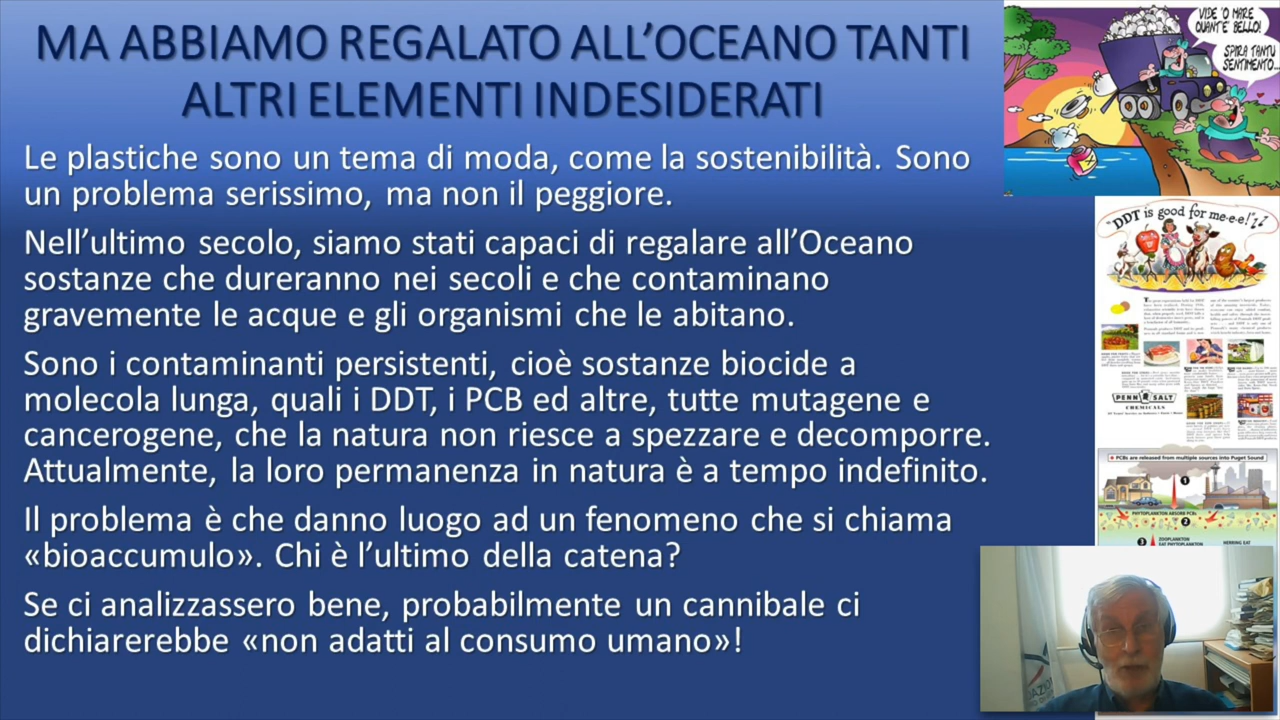 MA ABBIAMO REGALATO ALL'OCEANO TANTI
ALTRI ELEMENTI INDESIDERATI
Le plastiche sono un tema di moda, come la sostenibilità. Sono
un problema serissimo, ma non il peggiore.
Nell'ultimo secolo, siamo stati capaci di regalare all'Oceano
sostanze che dureranno nei secoli e che contaminano
gravemente le acque e gli organismi che le abitano.
Sono i contaminanti persistenti, cioè sostanze biocide a
molecola lunga, quali i DDT, i PCB e altre, tutte mutagene e
cancerogene, che la natura non riesce a spezzare e decomporre.
Attualmente, la loro permanenza in natura è a tempo indefinito.
Il problema è che danno luogo ad un fenomeno che si chiama
«bioaccumulo». Chi è l'ultimo della catena?
Se ci analizzassero bene, probabilmente un cannibale ci
dichiarerebbe «non adatti al consumo umano»!
VIDE 'O MARE
QUANT'È BELLO!
SPIRA TANTU
SENTIMENTO...
"DDT is good for me-e-e!"
PENN SALT
CHEMICALS
PCBs are released from multiple sources into Puget Sound
1
PHYTOPLANKTON ABSORB PCBs
2
3
ZOOPLANKTON
EAT PHYTOPLANKTON
HERRING EAT